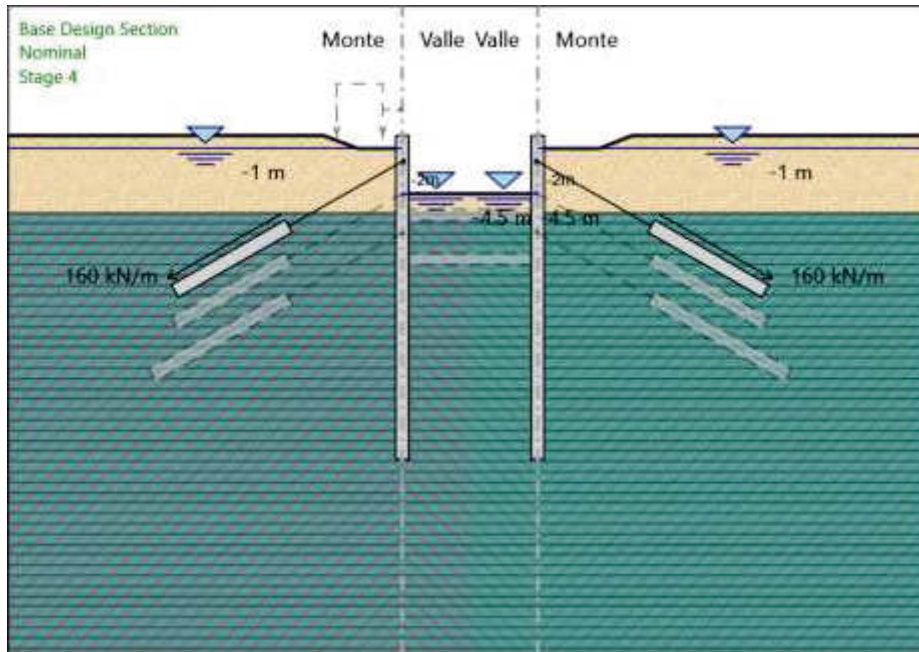 Base Design Section
Nominal
Stage 4
Monte
Valle
Valle
Monte
-1 m
-2m
-2m
-1 m
-4.5 m
-4.5 m
160 kN/m
160 kN/m